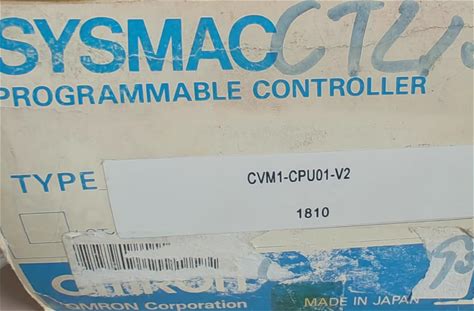 SYSMAC
PROGRAMMABLE CONTROLLER
TYPE
CVM1-CPU01-V2
1810
OMRON
OMRON Corporation
MADE IN JAPAN